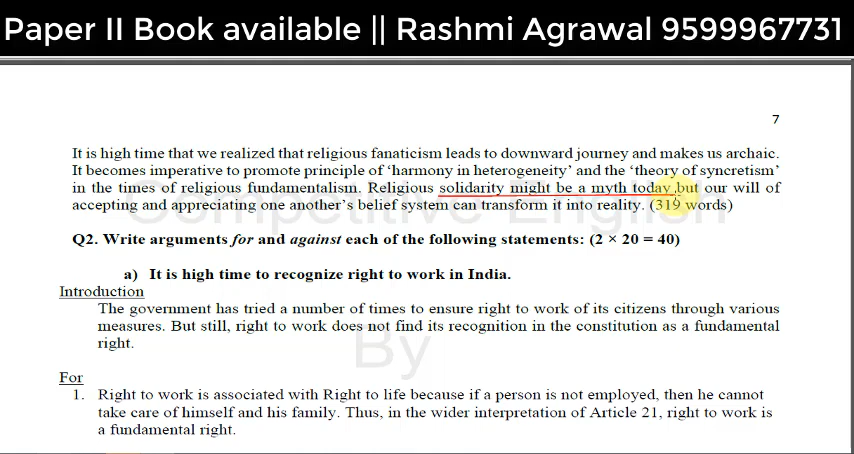 Paper II Book available || Rashmi Agrawal 9599967731
7
It is high time that we realized that religious fanaticism leads to downward journey and makes us archaic.
It becomes imperative to promote principle of ‘harmony in heterogeneity’ and the ‘theory of syncretism’
in the times of religious fundamentalism. Religious solidarity might be a myth today but our will of
accepting and appreciating one another’s belief system can transform it into reality. (319 words)
Competitive English
Q2. Write arguments for and against each of the following statements: (2 × 20 = 40)
a) It is high time to recognize right to work in India.
Introduction
The government has tried a number of times to ensure right to work of its citizens through various
measures. But still, right to work does not find its recognition in the constitution as a fundamental
right.
By
For
1. Right to work is associated with Right to life because if a person is not employed, then he cannot
take care of himself and his family. Thus, in the wider interpretation of Article 21, right to work is
a fundamental right.